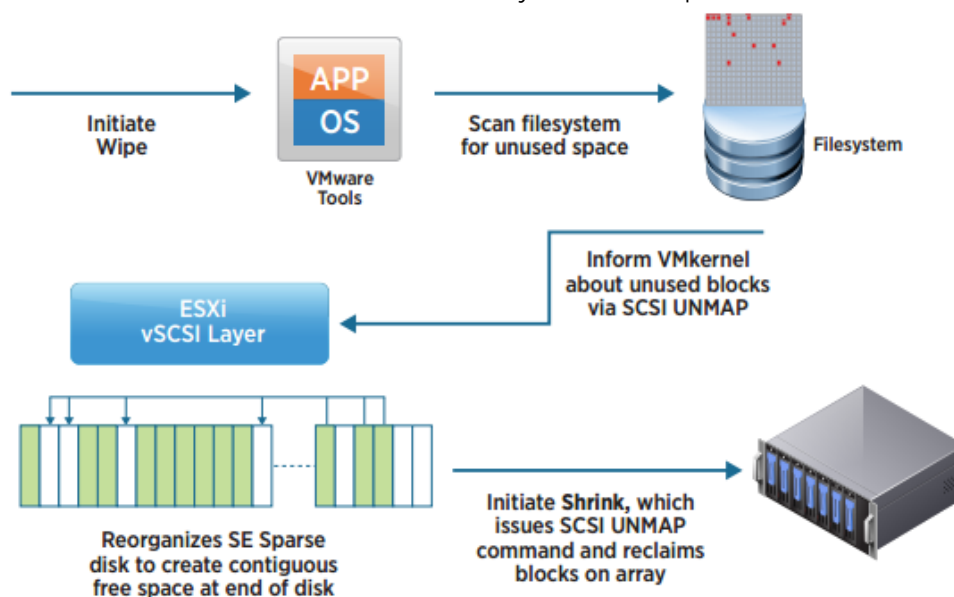 Initiate
Wipe
APP
OS
VMware
Tools
Scan filesystem
for unused space
Filesystem
Inform VMkernel
about unused blocks
via SCSI UNMAP
ESXi
vSCSI Layer
Reorganizes SE Sparse
disk to create contiguous
free space at end of disk
Initiate Shrink, which
issues SCSI UNMAP
command and reclaims
blocks on array